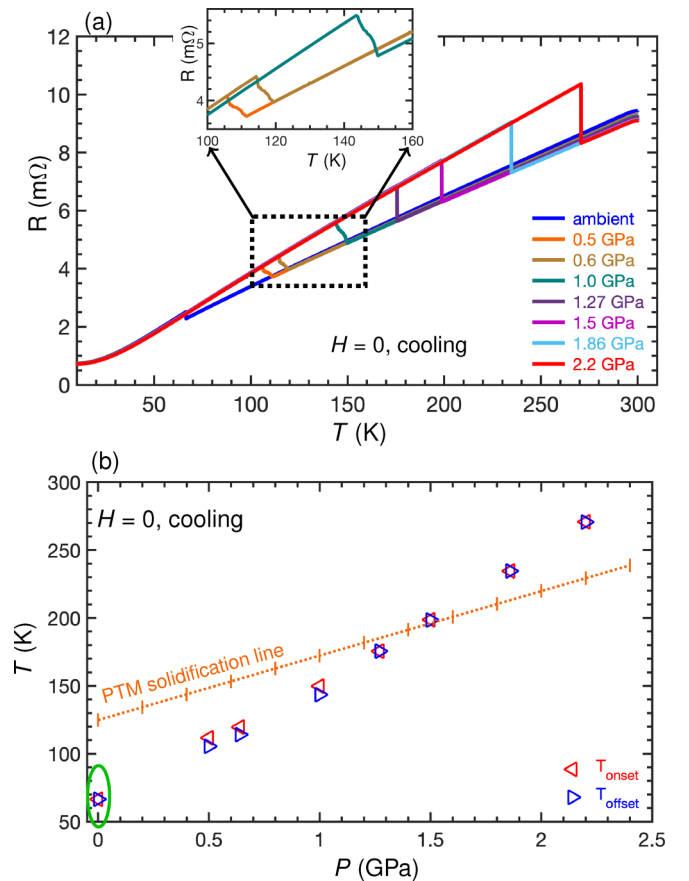 (a)
R (mΩ)
5
4
100
120
140
160
T (K)
12
10
8
6
4
2
0
R (mΩ)
ambient
0.5 GPa
0.6 GPa
1.0 GPa
1.27 GPa
1.5 GPa
1.86 GPa
2.2 GPa
H = 0, cooling
50
100
150
200
250
300
T (K)
(b)
300
250
200
150
100
50
T (K)
H = 0, cooling
PTM solidification line
Tonset
Toffset
0
0.5
1
1.5
2
2.5
P (GPa)